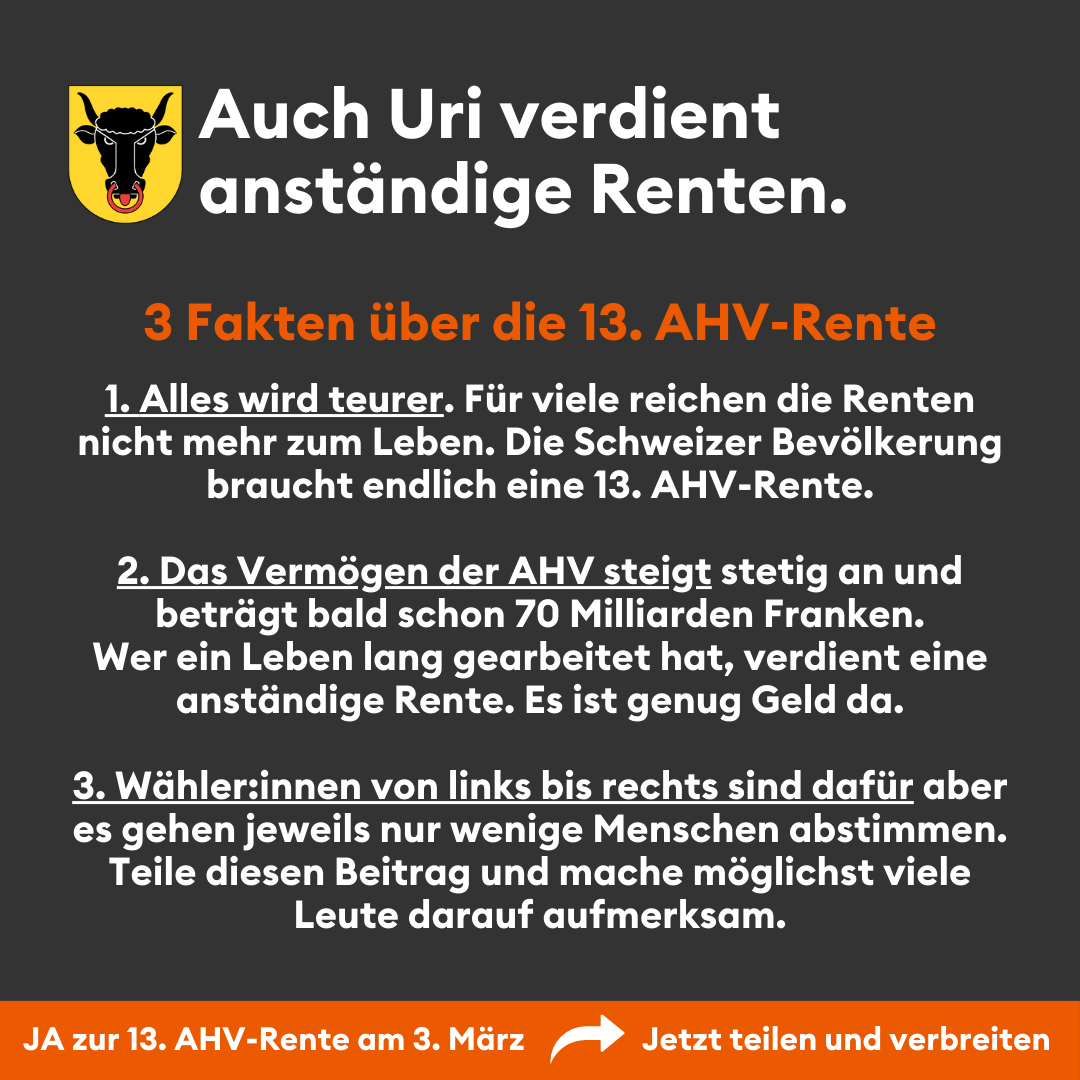 Auch Uri verdient
anständige Renten.
3 Fakten über die 13. AHV-Rente
1. Alles wird teurer. Für viele reichen die Renten
nicht mehr zum Leben. Die Schweizer Bevölkerung
braucht endlich eine 13. AHV-Rente.
2. Das Vermögen der AHV steigt stetig an und
beträgt bald schon 70 Milliarden Franken.
Wer ein Leben lang gearbeitet hat, verdient eine
anständige Rente. Es ist genug Geld da.
3. Wähler:innen von links bis rechts sind dafür aber
es gehen jeweils nur wenige Menschen abstimmen.
Teile diesen Beitrag und mache möglichst viele
Leute darauf aufmerksam.
JA zur 13. AHV-Rente am 3. März
Jetzt teilen und verbreiten